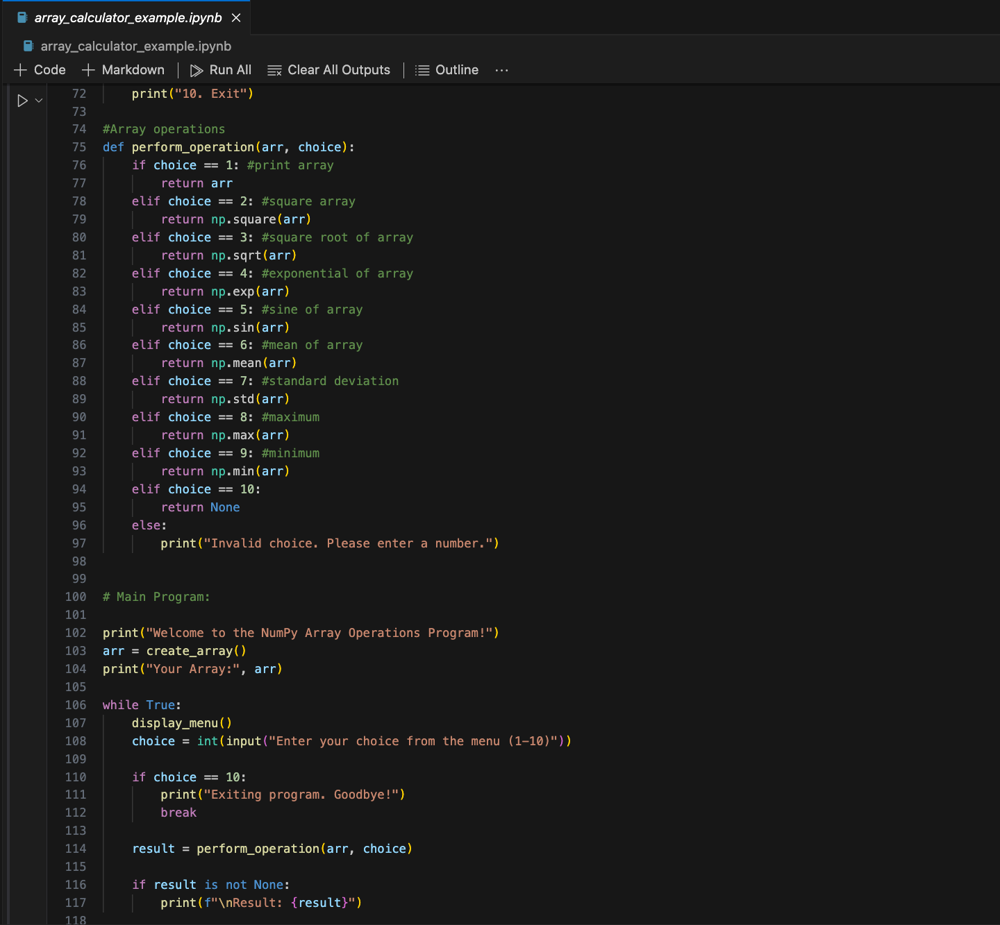 array_calculator_example.ipynb
array_calculator_example.ipynb
Code Markdown Run All Clear All Outputs Outline ...
72     print("10. Exit")
73
74 #Array operations
75 def perform_operation(arr, choice):
76     if choice == 1: #print array
77         return arr
78     elif choice == 2: #square array
79         return np.square(arr)
80     elif choice == 3: #square root of array
81         return np.sqrt(arr)
82     elif choice == 4: #exponential of array
83         return np.exp(arr)
84     elif choice == 5: #sine of array
85         return np.sin(arr)
86     elif choice == 6: #mean of array
87         return np.mean(arr)
88     elif choice == 7: #standard deviation
89         return np.std(arr)
90     elif choice == 8: #maximum
91         return np.max(arr)
92     elif choice == 9: #minimum
93         return np.min(arr)
94     elif choice == 10:
95         return None
96     else:
97         print("Invalid choice. Please enter a number.")
98
99
100 # Main Program:
101
102 print("Welcome to the NumPy Array Operations Program!")
103 arr = create_array()
104 print("Your Array:", arr)
105
106 while True:
107     display_menu()
108     choice = int(input("Enter your choice from the menu (1-10)"))
109
110     if choice == 10:
111         print("Exiting program. Goodbye!")
112         break
113
114     result = perform_operation(arr, choice)
115
116     if result is not None:
117         print(f"\nResult: {result}")
118